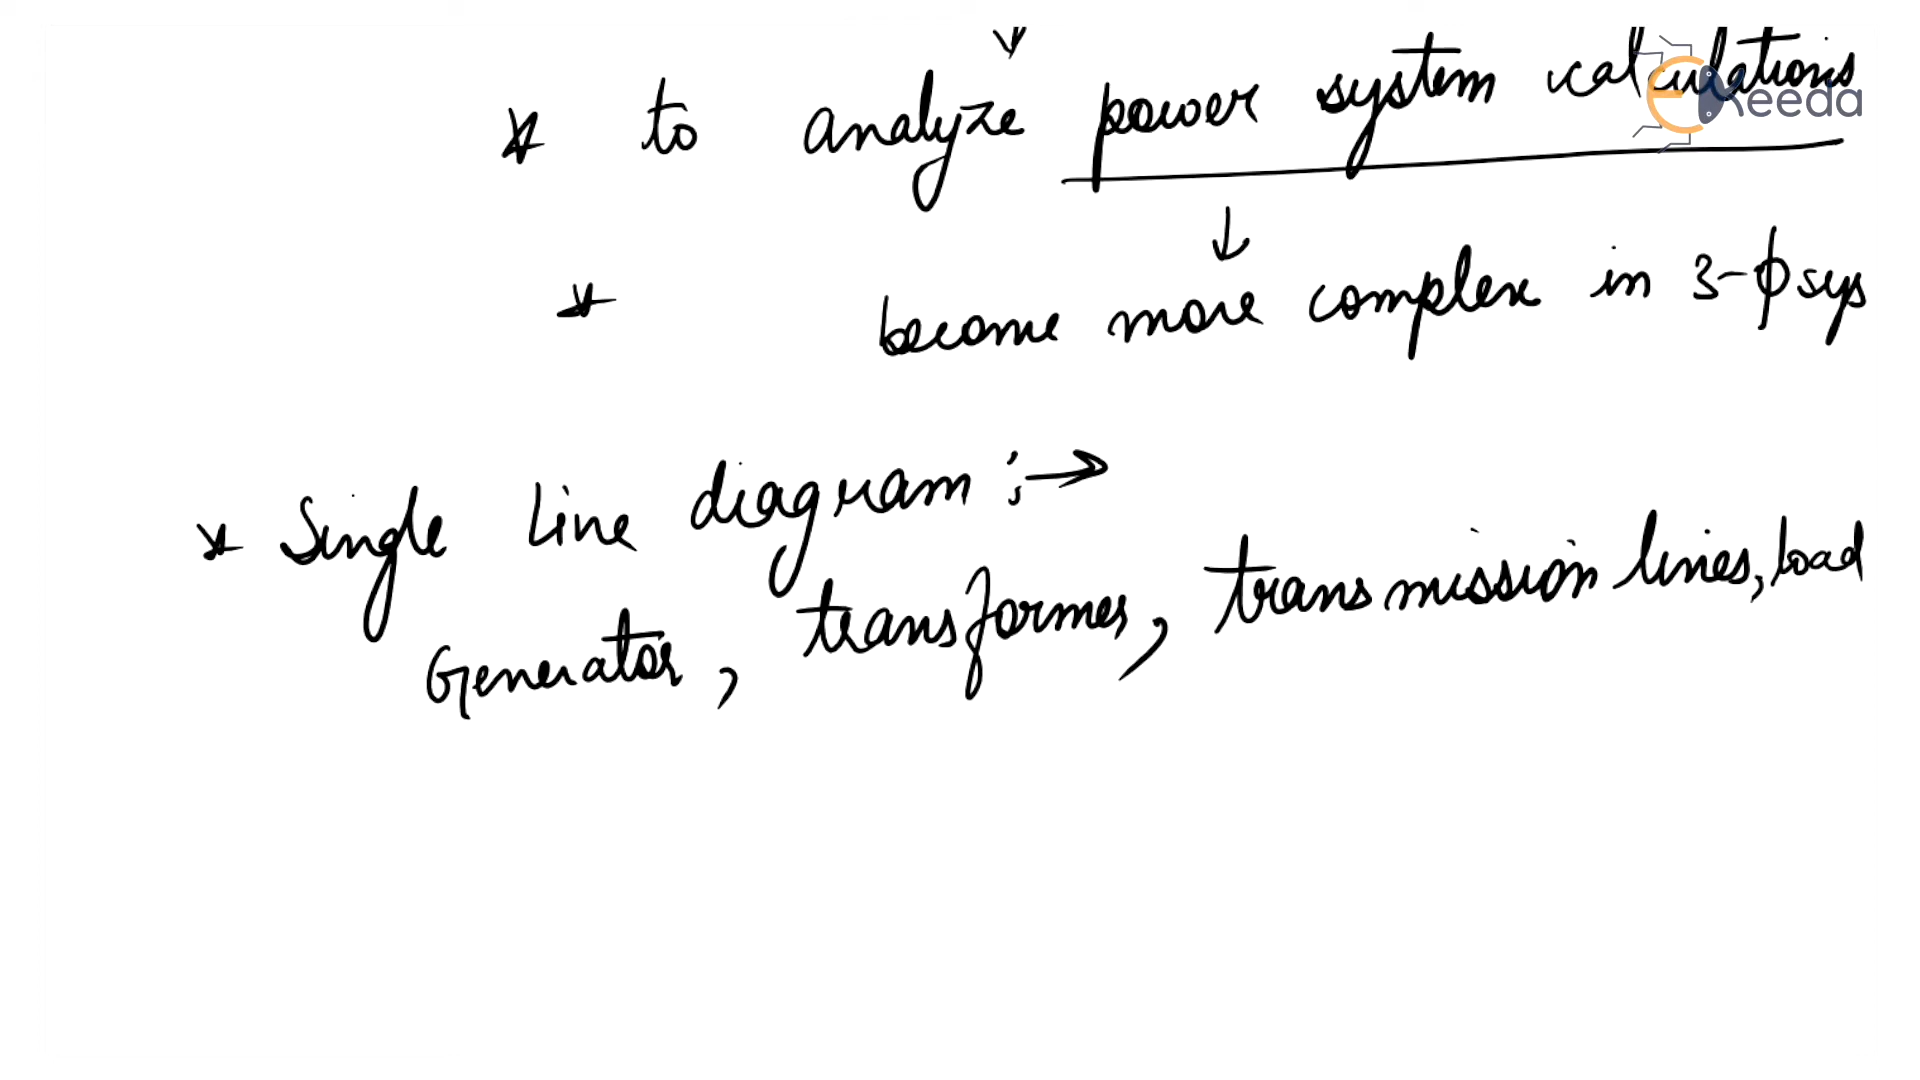 * to analyze power system calculations
EKeeda
↓
* become more complex in 3-ϕ sys
* Single Line diagram :→
Generator, transformer, transmission lines, load